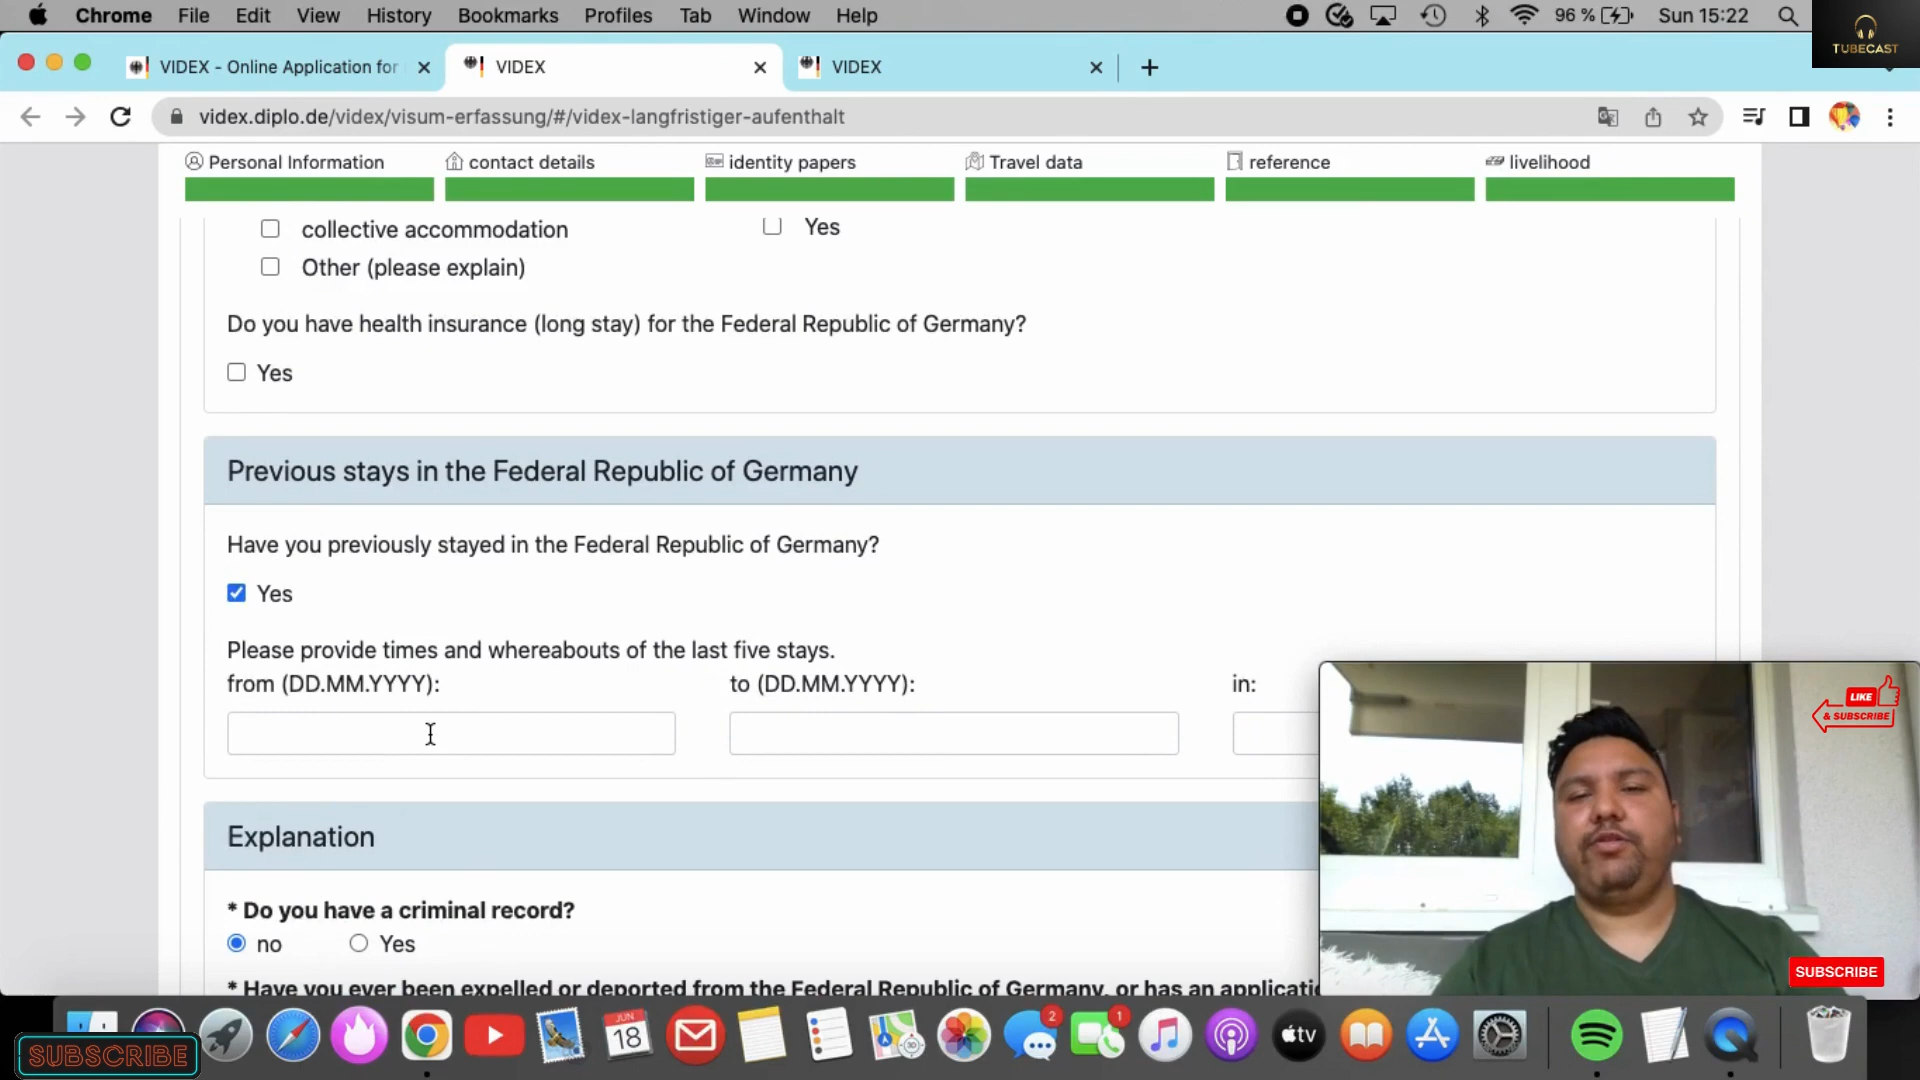 Chrome File Edit View History Bookmarks Profiles Tab Window Help 96 % Sun 15:22
TUBECAST
VIDEX - Online Application for
VIDEX
VIDEX
videx.diplo.de/videx/visum-erfassung/#/videx-langfristiger-aufenthalt
Personal Information contact details identity papers Travel data reference livelihood
collective accommodation
Yes
Other (please explain)
Do you have health insurance (long stay) for the Federal Republic of Germany?
Yes
Previous stays in the Federal Republic of Germany
Have you previously stayed in the Federal Republic of Germany?
Yes
Please provide times and whereabouts of the last five stays.
from (DD.MM.YYYY): to (DD.MM.YYYY): in:
LIKE
& SUBSCRIBE
Explanation
* Do you have a criminal record?
no Yes
SUBSCRIBE
* Have you ever been expelled or deported from the Federal Republic of Germany, or has an applicatio
JUN
18
2
1
tv
SUBSCRIBE